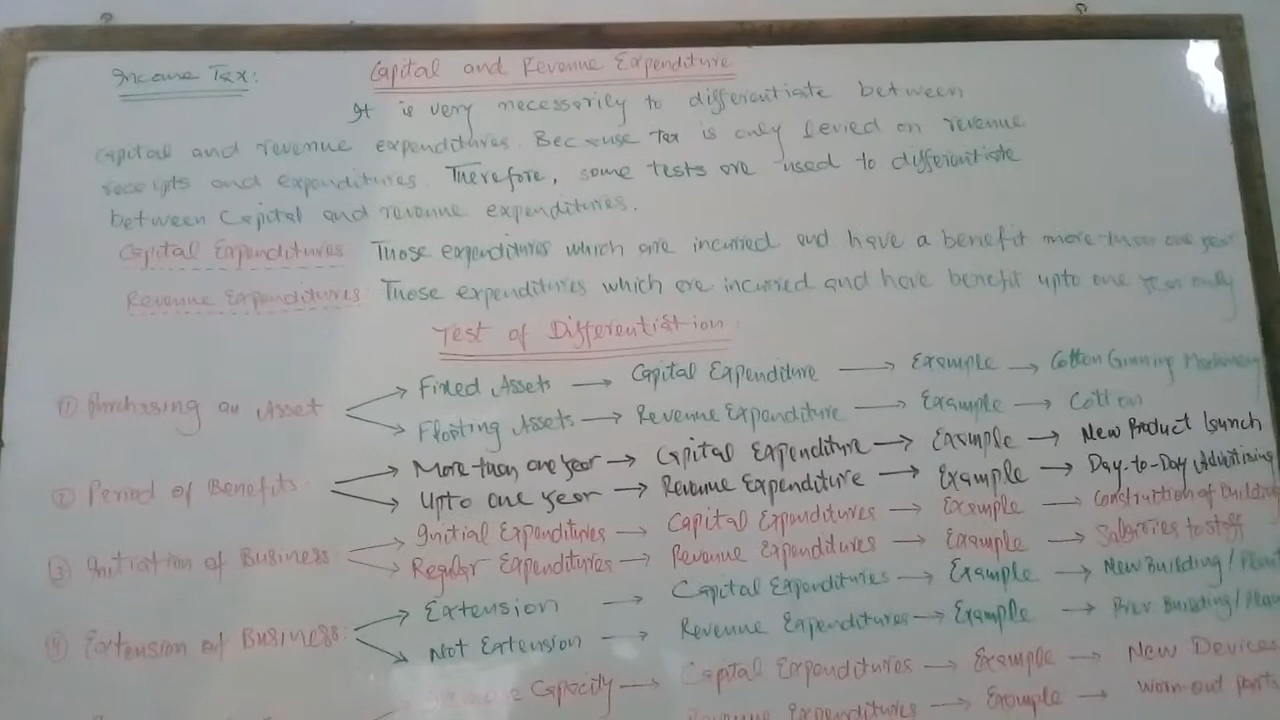 Income Tax: Capital and Revenue Expenditure
It is very necessarily to differentiate between
capital and revenue expenditures. Because Tax is only levied on revenue
receipts and expenditures. Therefore, some tests are used to differentiate
between Capital and revenue expenditures.
Capital Expenditures Those expenditures which are incurred and have a benefit more than one year
Revenue Expenditures: Those expenditures which are incurred and have benefit upto one year only
Test of Differentiation:
① Purchasing an Asset
Fixed Assets → Capital Expenditure → Example → Cotton Ginning Machinery
Floating Assets → Revenue Expenditure → Example → Cotton
② Period of Benefits
More than one year → Capital Expenditure → Example → New Product launch
Upto one year → Revenue Expenditure → Example → Day-to-Day Advertising
③ Initiation of Business
Initial Expenditures → Capital Expenditures → Example → Construction of Building
Regular Expenditures → Revenue Expenditures → Example → Salaries to staff
④ Extension of Business:
Extension → Capital Expenditures → Example → New Building /
Not Extension → Revenue Expenditures → Example → Prev Building /
Capacity → Capital Expenditures → Example → New Devices
Revenue Expenditures → Example → Worn-out parts